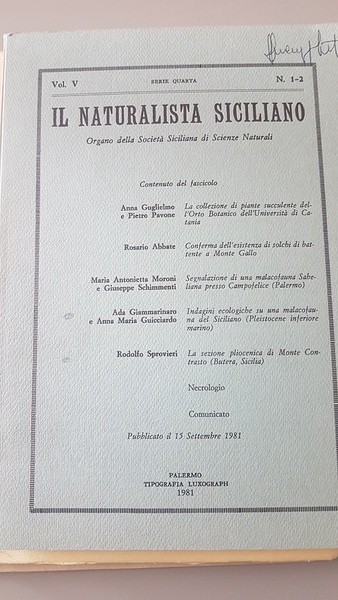 Vol. V SERIE QUARTA N. 1-2
IL NATURALISTA SICILIANO
Organo della Società Siciliana di Scienze Naturali
Contenuto del fascicolo
Anna Guglielmo La collezione di piante succulente del-
e Pietro Pavone l'Orto Botanico dell'Università di Ca-
tania
Rosario Abbate Conferma dell'esistenza di solchi di bat-
tente a Monte Gallo
Maria Antonietta Moroni Segnalazione di una malacofauna Sahe-
e Giuseppe Schimmenti liana presso Campofelice (Palermo)
Ada Giammarinaro Indagini ecologiche su una malacofau-
e Anna Maria Guicciardo na del Siciliano (Pleistocene inferiore
marino)
Rodolfo Sprovieri La sezione pliocenica di Monte Con-
trasto (Butera, Sicilia)
Necrologio
Comunicato
Pubblicato il 15 Settembre 1981
PALERMO
TIPOGRAFIA LUXOGRAPH
1981